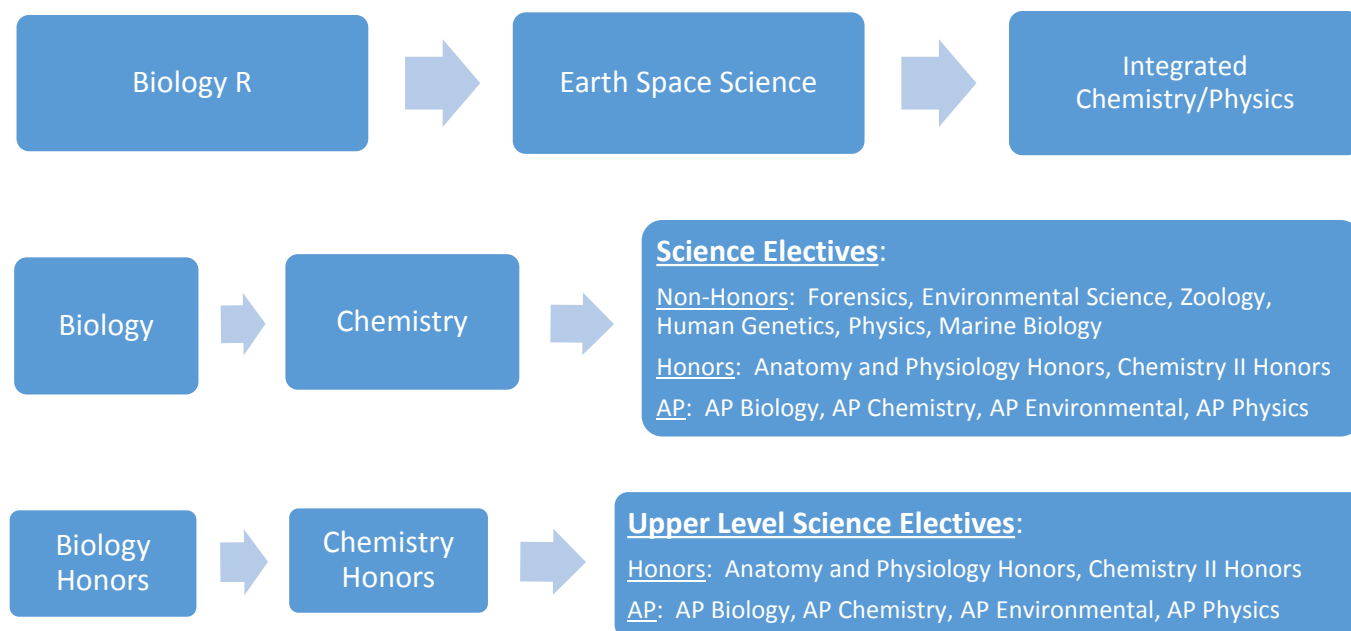 Biology R
Earth Space Science
Integrated
Chemistry/Physics
Biology
Chemistry
Science Electives:
Non-Honors: Forensics, Environmental Science, Zoology,
Human Genetics, Physics, Marine Biology
Honors: Anatomy and Physiology Honors, Chemistry II Honors
AP: AP Biology, AP Chemistry, AP Environmental, AP Physics
Biology
Honors
Chemistry
Honors
Upper Level Science Electives:
Honors: Anatomy and Physiology Honors, Chemistry II Honors
AP: AP Biology, AP Chemistry, AP Environmental, AP Physics